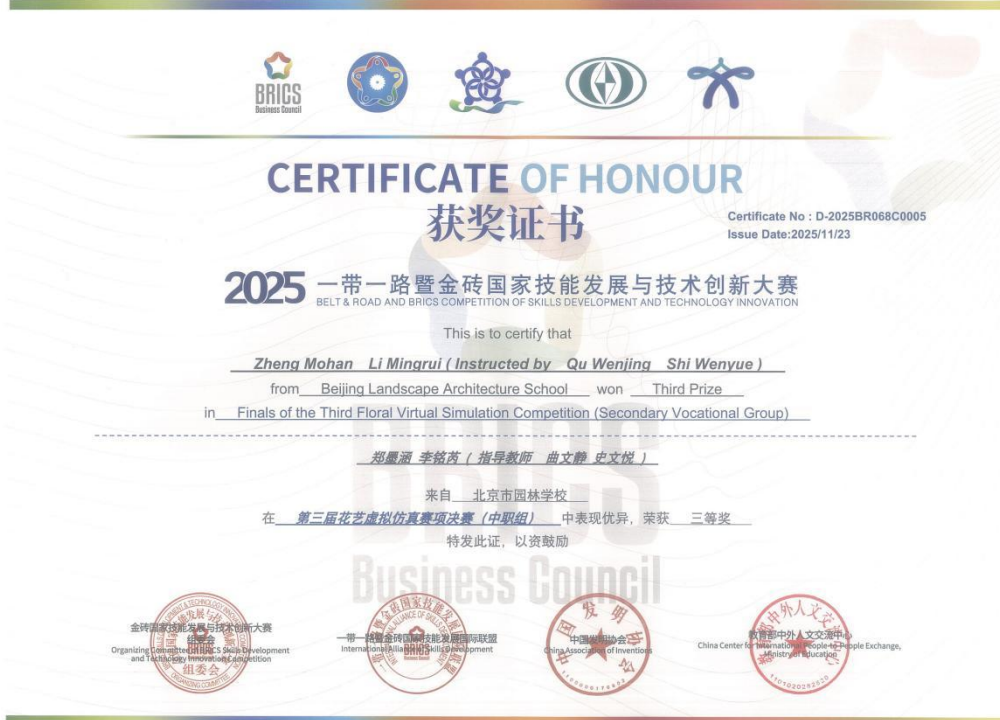 BRICS
Business Council
CERTIFICATE OF HONOUR
获奖证书
Certificate No : D-2025BR068C0005
Issue Date:2025/11/23
2025 一带一路暨金砖国家技能发展与技术创新大赛
BELT & ROAD AND BRICS COMPETITION OF SKILLS DEVELOPMENT AND TECHNOLOGY INNOVATION
This is to certify that
Zheng Mohan Li Mingrui ( Instructed by Qu Wenjing Shi Wenyue )
from Beijing Landscape Architecture School won Third Prize
in Finals of the Third Floral Virtual Simulation Competition (Secondary Vocational Group)
郑墨涵 李铭芮 ( 指导教师 曲文静 史文悦 )
来自 北京市园林学校
在 第三届花艺虚拟仿真赛项决赛（中职组） 中表现优异，荣获 三等奖
特发此证，以资鼓励
BRICS
Business Council
金砖国家技能发展与技术创新大赛
组委会
Organizing Committee of BRICS Skills Development
and Technology Innovation Competition
组委会
ORGANIZING COMMITTEE
一带一路暨金砖国家技能发展国际联盟
International Alliance of Skills Development
中国发明协会
China Association of Inventions
教育部中外人文交流中心
China Center for International People-to-People Exchange,
Ministry of Education